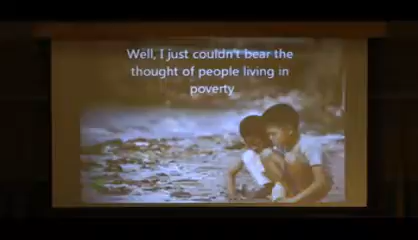 Well, I just couldn't bear the
thought of people living in
poverty